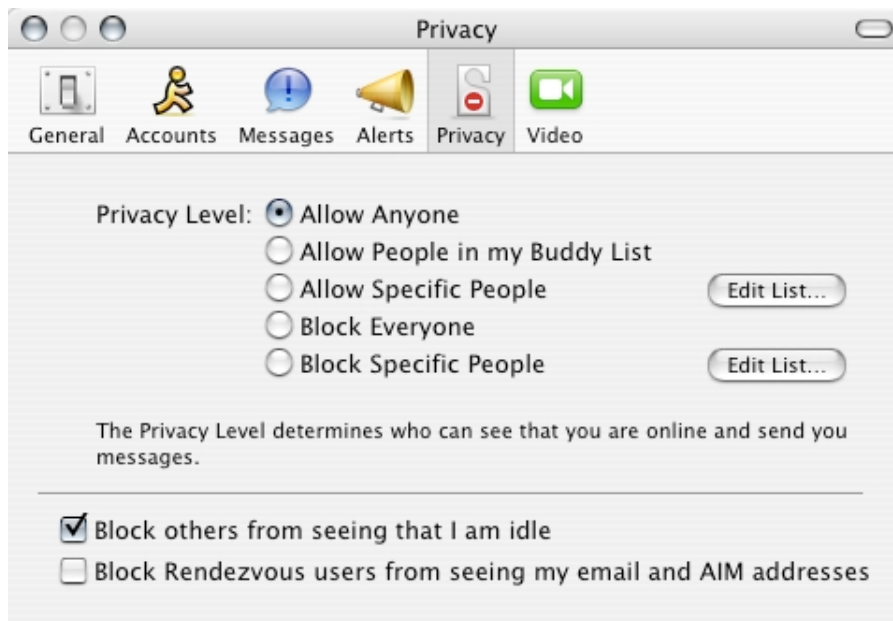 Privacy
General Accounts Messages Alerts Privacy Video
Privacy Level: Allow Anyone
Allow People in my Buddy List
Allow Specific People Edit List...
Block Everyone
Block Specific People Edit List...
The Privacy Level determines who can see that you are online and send you
messages.
Block others from seeing that I am idle
Block Rendezvous users from seeing my email and AIM addresses